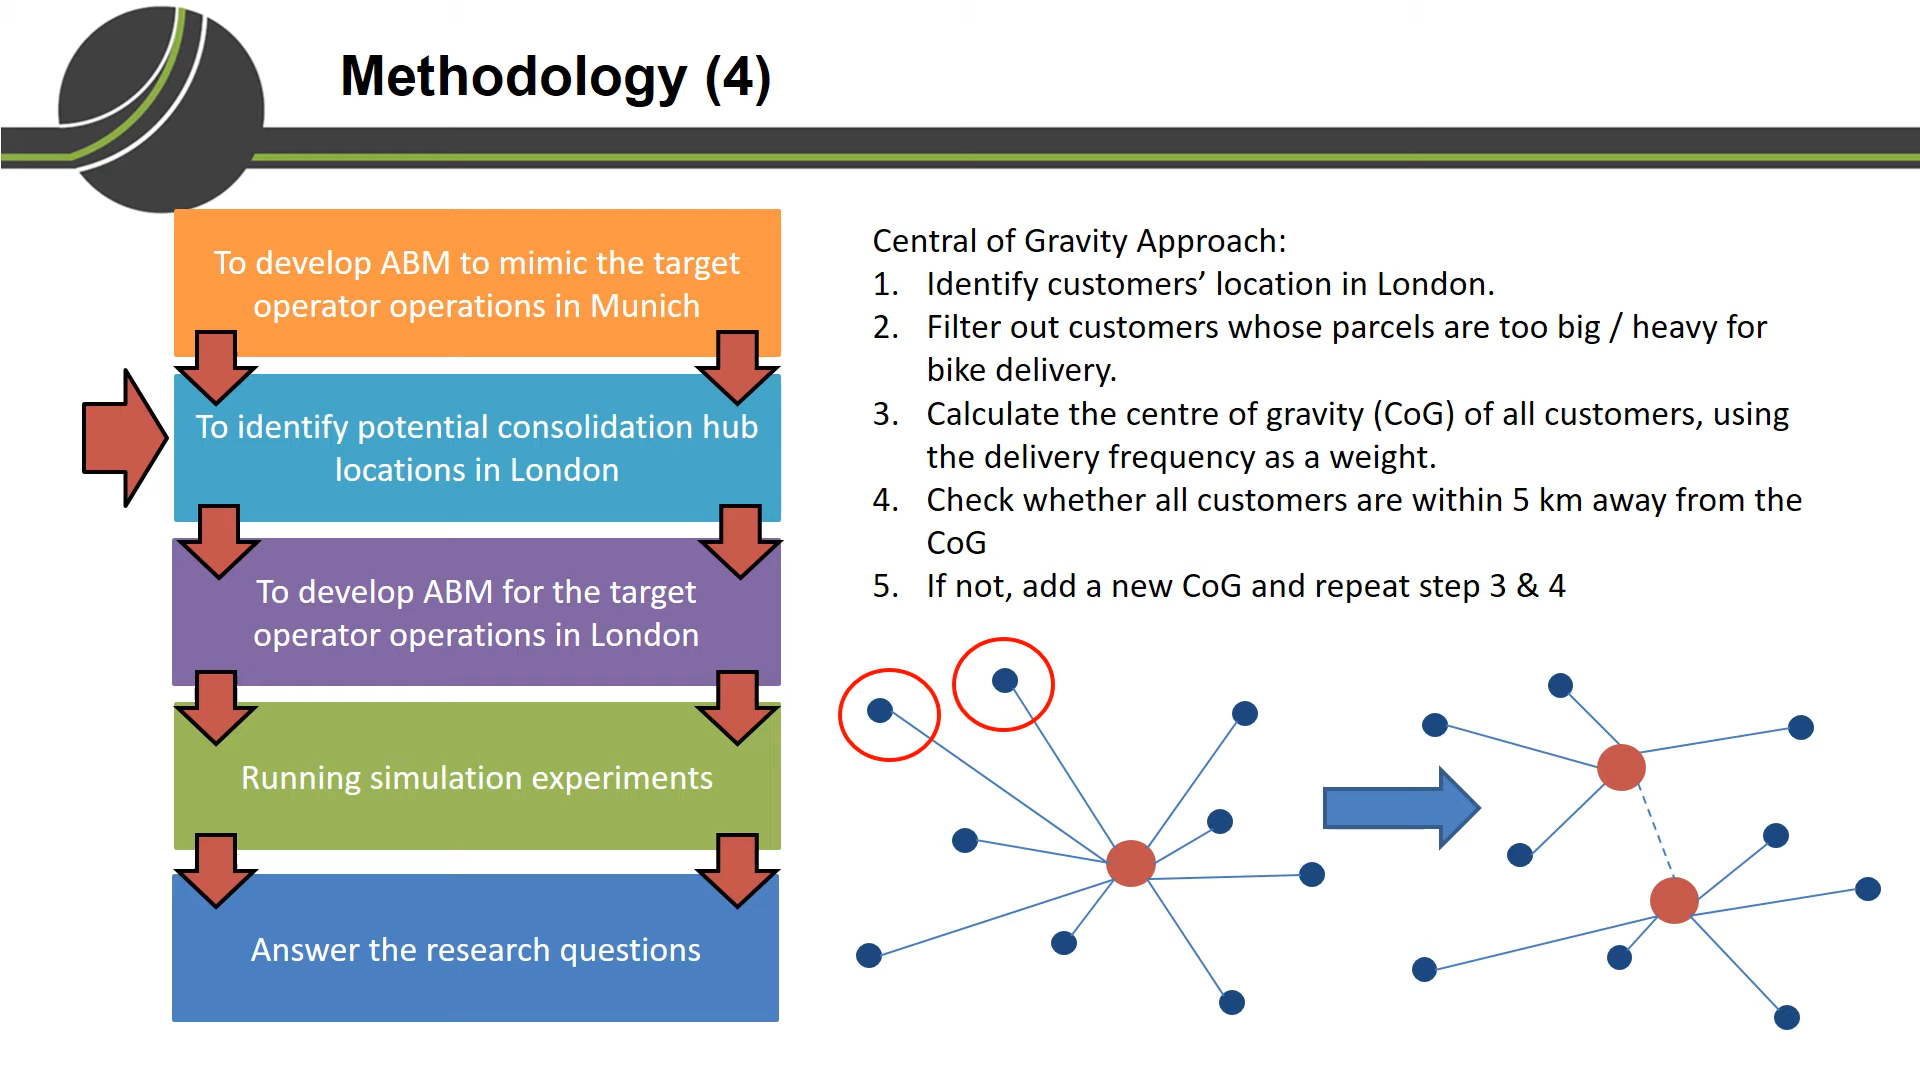 Methodology (4)
To develop ABM to mimic the target
operator operations in Munich
To identify potential consolidation hub
locations in London
To develop ABM for the target
operator operations in London
Running simulation experiments
Answer the research questions
Central of Gravity Approach:
1. Identify customers’ location in London.
2. Filter out customers whose parcels are too big / heavy for
bike delivery.
3. Calculate the centre of gravity (CoG) of all customers, using
the delivery frequency as a weight.
4. Check whether all customers are within 5 km away from the
CoG
5. If not, add a new CoG and repeat step 3 & 4